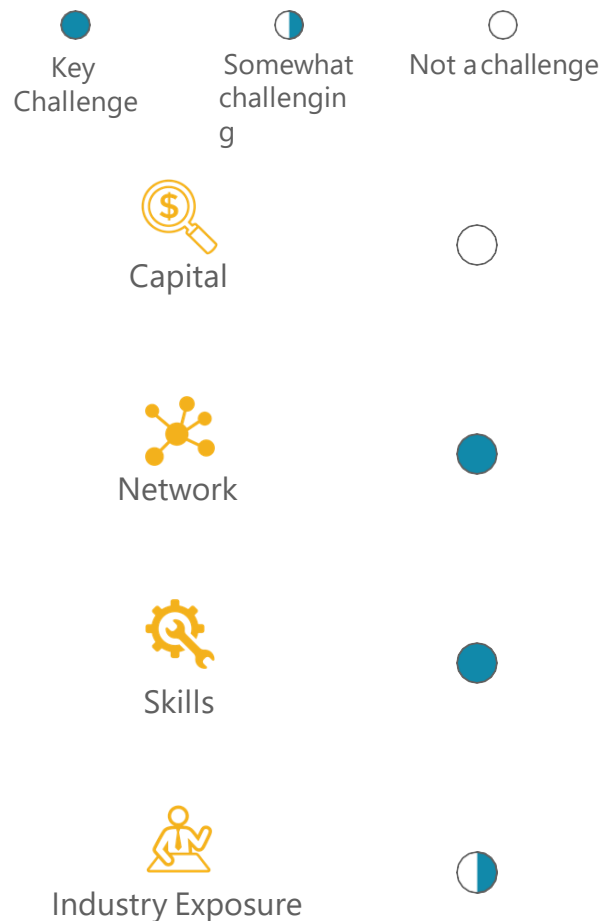 Key
Challenge
Somewhat
challengin
g
Not a challenge
$
Capital
Network
Skills
Industry Exposure